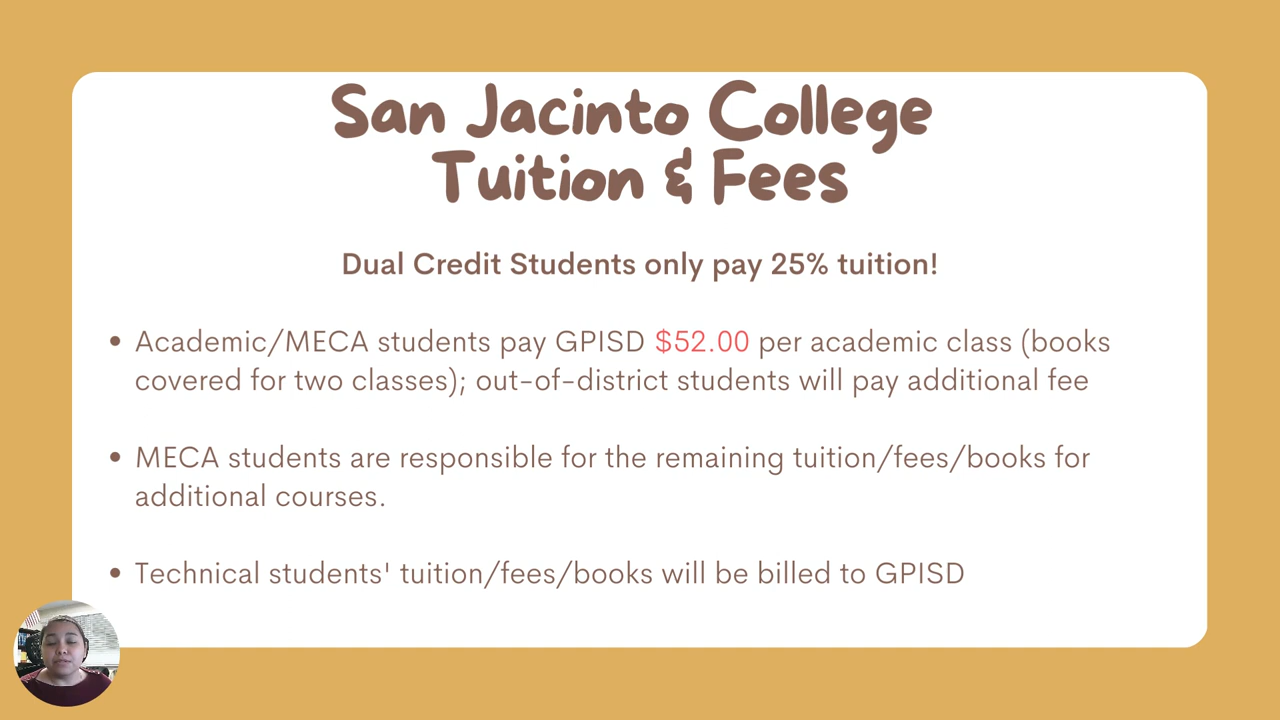 San Jacinto College
Tuition & Fees
Dual Credit Students only pay 25% tuition!
• Academic/MECA students pay GPISD $52.00 per academic class (books
covered for two classes); out-of-district students will pay additional fee
• MECA students are responsible for the remaining tuition/fees/books for
additional courses.
• Technical students' tuition/fees/books will be billed to GPISD